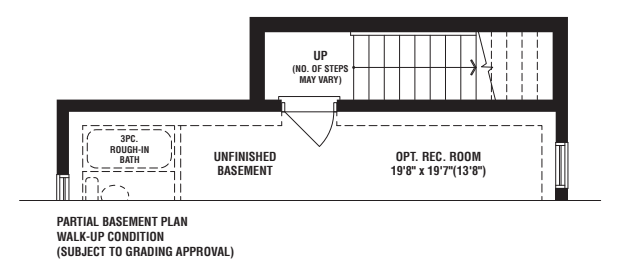 UP
(NO. OF STEPS
MAY VARY)
3PC.
ROUGH-IN
BATH
UNFINISHED
BASEMENT
OPT. REC. ROOM
19'8" x 19'7"(13'8")
PARTIAL BASEMENT PLAN
WALK-UP CONDITION
(SUBJECT TO GRADING APPROVAL)